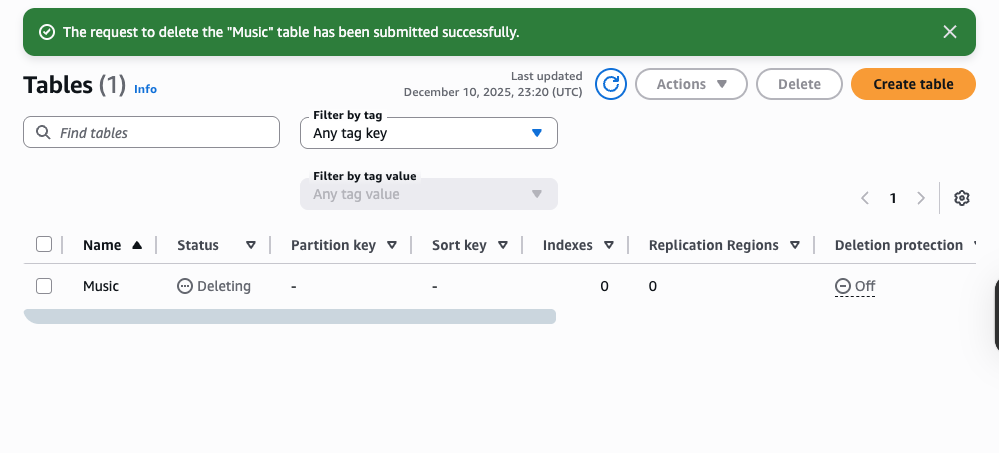 The request to delete the "Music" table has been submitted successfully.
Tables (1) Info
Last updated
December 10, 2025, 23:20 (UTC)
Actions
Delete
Create table
Find tables
Filter by tag
Any tag key
Filter by tag value
Any tag value
1
Name Status Partition key Sort key Indexes Replication Regions Deletion protection
Music Deleting - - 0 0 Off